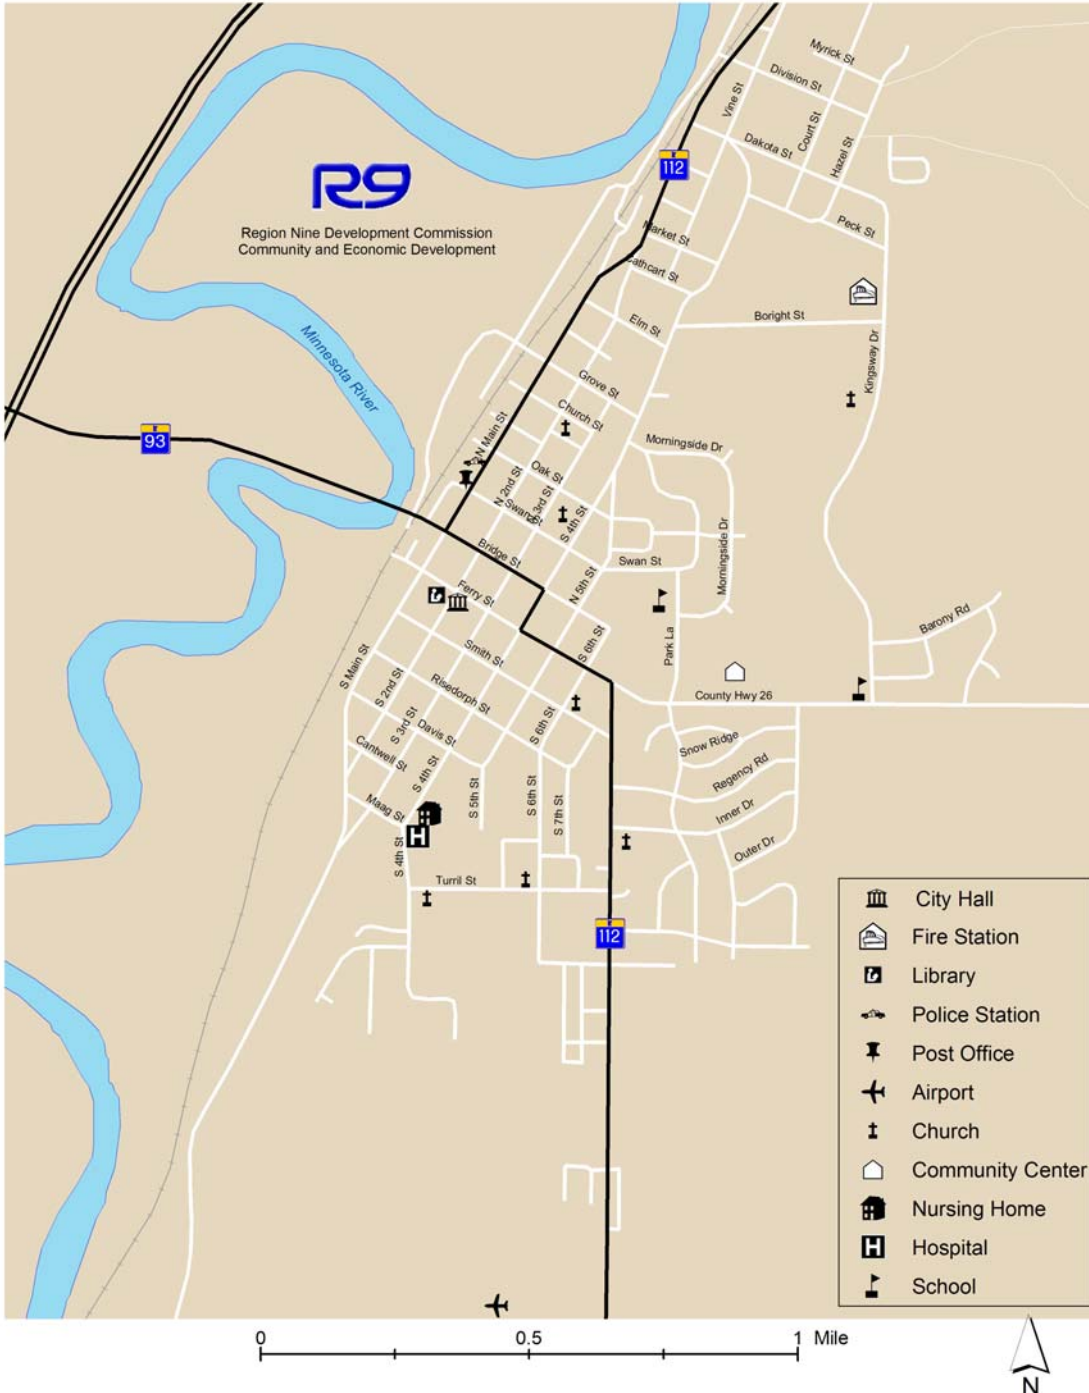 Myrick St
Division St
Vine St
Court St
Dakota St
Hazel St
112
R9
Region Nine Development Commission
Community and Economic Development
Peck St
Market St
Cathcart St
Boright St
Elm St
Minnesota River
Kingsway Dr
Grove St
Church St
93
N Main St
Morningside Dr
Oak St
N 2nd St
3rd St
Swan St
S 4th St
Bridge St
Swan St
Morningside Dr
N 5th St
Ferry St
Barony Rd
Park La
S 6th St
Smith St
S Main St
Risedorph St
S 2nd St
County Hwy 26
S 3rd St
Davis St
S 6th St
Snow Ridge
Cantwell St
S 4th St
Regency Rd
Maag St
S 5th St
S 6th St
S 7th St
Inner Dr
Outer Dr
H
S 4th St
Turril St
112
City Hall
Fire Station
Library
Police Station
Post Office
Airport
Church
Community Center
Nursing Home
H Hospital
School
0 0.5 1 Mile
N